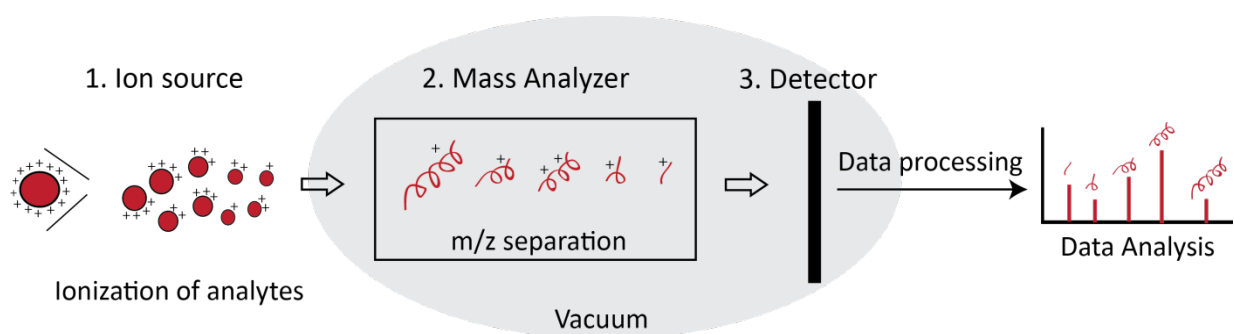 1. Ion source
2. Mass Analyzer
3. Detector
Data processing
m/z separation
Data Analysis
Ionization of analytes
Vacuum